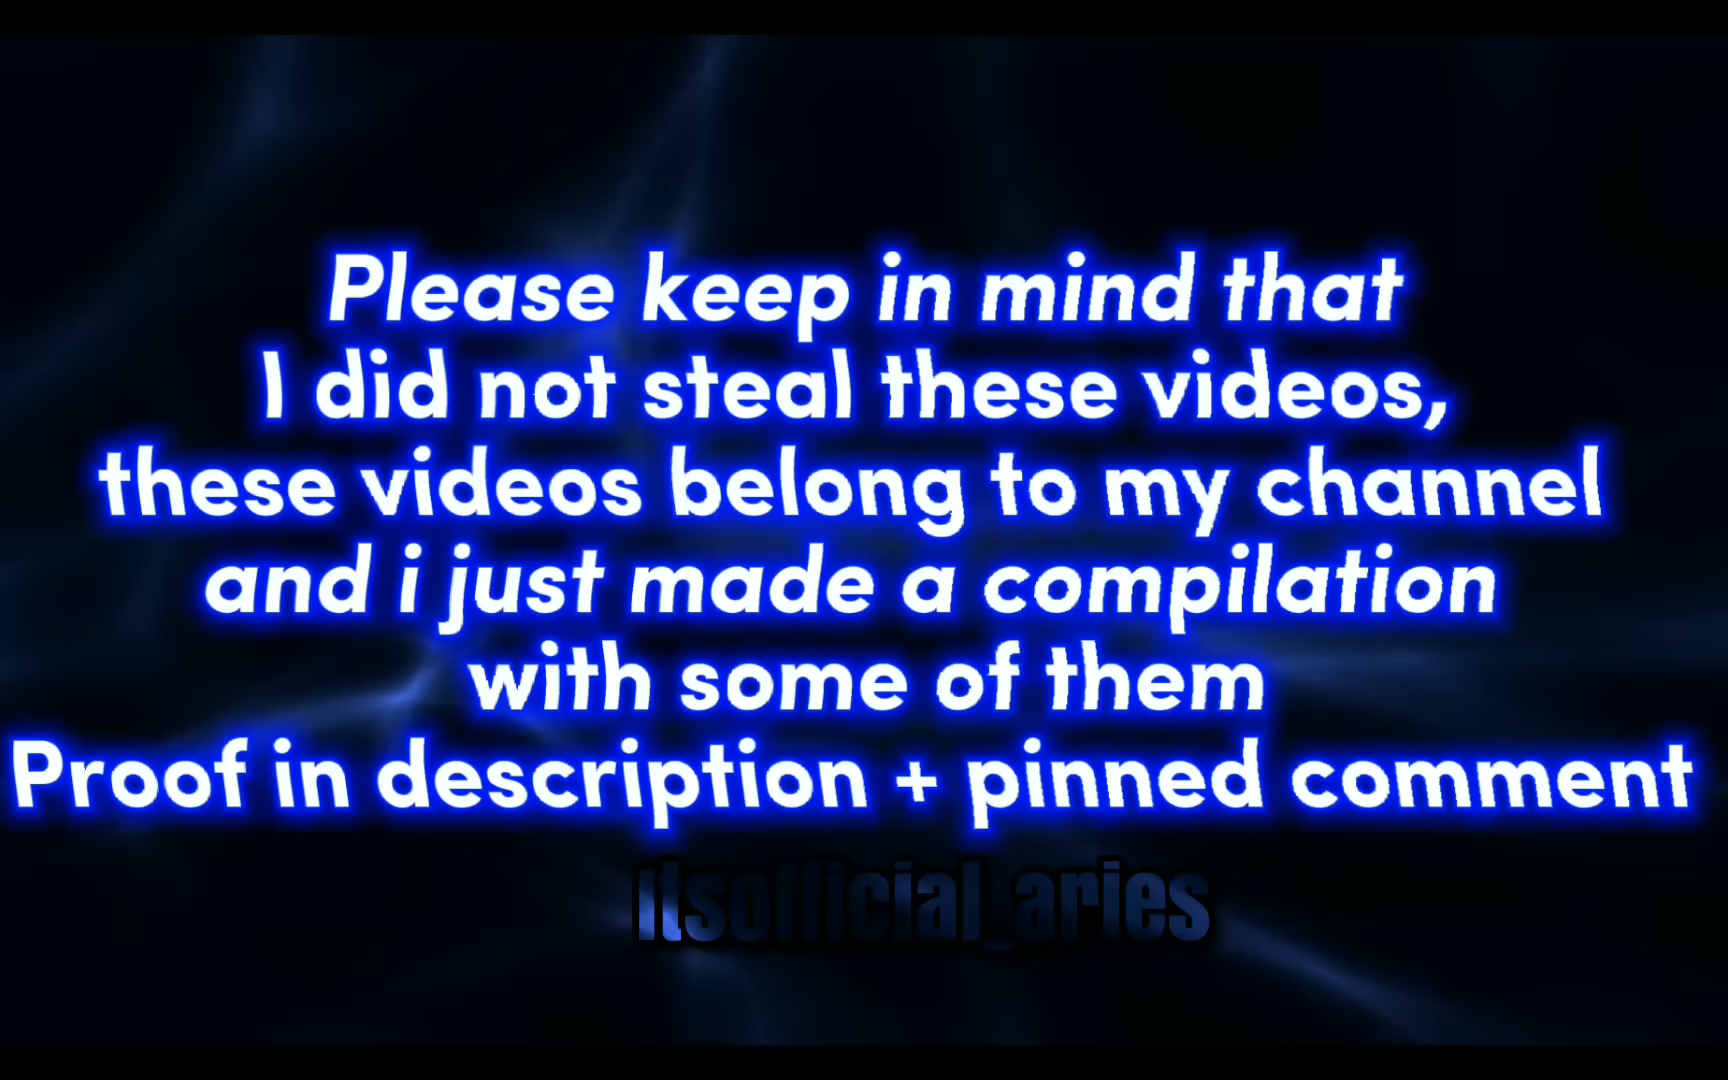 Please keep in mind that
I did not steal these videos,
these videos belong to my channel
and i just made a compilation
with some of them
Proof in description + pinned comment
itsofficial_aries